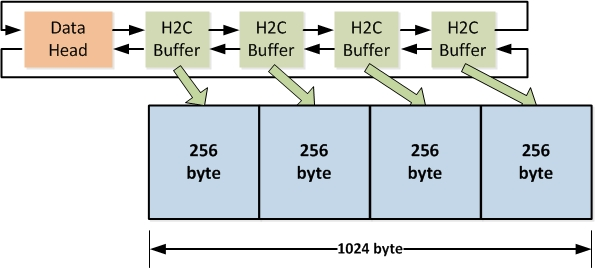 Data
Head
H2C
Buffer
H2C
Buffer
H2C
Buffer
H2C
Buffer
256
byte
256
byte
256
byte
256
byte
1024 byte